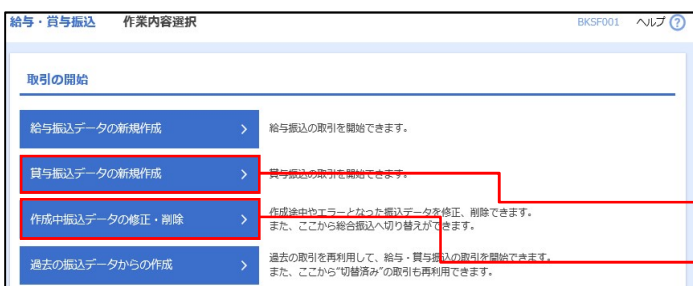 給与・賞与振込 作業内容選択 BKSF001 ヘルプ ?
取引の開始
給与振込データの新規作成 > 給与振込の取引を開始できます。
賞与振込データの新規作成 > 賞与振込の取引を開始できます。
作成中振込データの修正・削除 > 作成途中やエラーとなった振込データを修正、削除できます。
また、ここから総合振込へ切り替えができます。
過去の振込データからの作成 > 過去の取引を再利用して、給与・賞与振込の取引を開始できます。
また、ここから"切替済み"の取引も再利用できます。